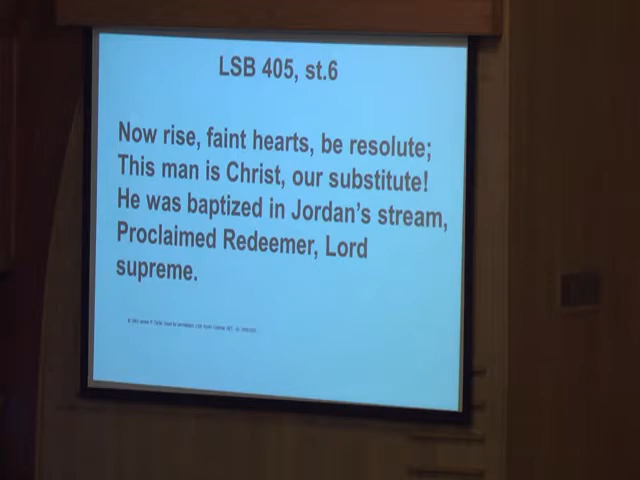 LSB 405, st.6
Now rise, faint hearts, be resolute;
This man is Christ, our substitute!
He was baptized in Jordan's stream,
Proclaimed Redeemer, Lord
supreme.